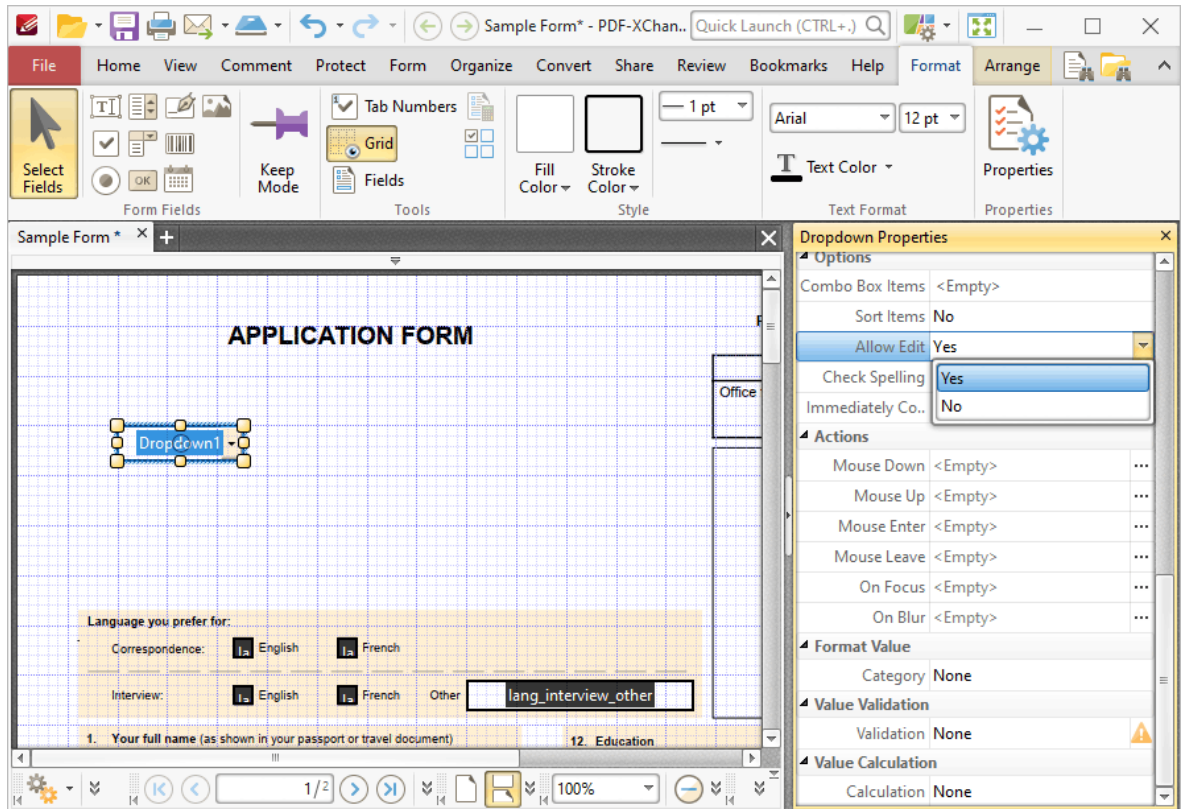 Sample Form* - PDF-XChan.. Quick Launch (CTRL+.)
File Home View Comment Protect Form Organize Convert Share Review Bookmarks Help Format Arrange
Select Fields
OK
Form Fields
Keep Mode
Tab Numbers
Grid
Fields
Tools
Fill Color
Stroke Color
1 pt
Style
Arial 12 pt
T Text Color
Text Format
Properties
Properties
Sample Form *
APPLICATION FORM
Office
Dropdown1
Language you prefer for:
Correspondence: English French
Interview: English French Other lang_interview_other
1. Your full name (as shown in your passport or travel document) 12. Education
1/2 100%
Dropdown Properties
Options
Combo Box Items <Empty>
Sort Items No
Allow Edit Yes
Check Spelling Yes
Immediately Co.. No
Actions
Mouse Down <Empty> ...
Mouse Up <Empty> ...
Mouse Enter <Empty> ...
Mouse Leave <Empty> ...
On Focus <Empty> ...
On Blur <Empty> ...
Format Value
Category None
Value Validation
Validation None
Value Calculation
Calculation None